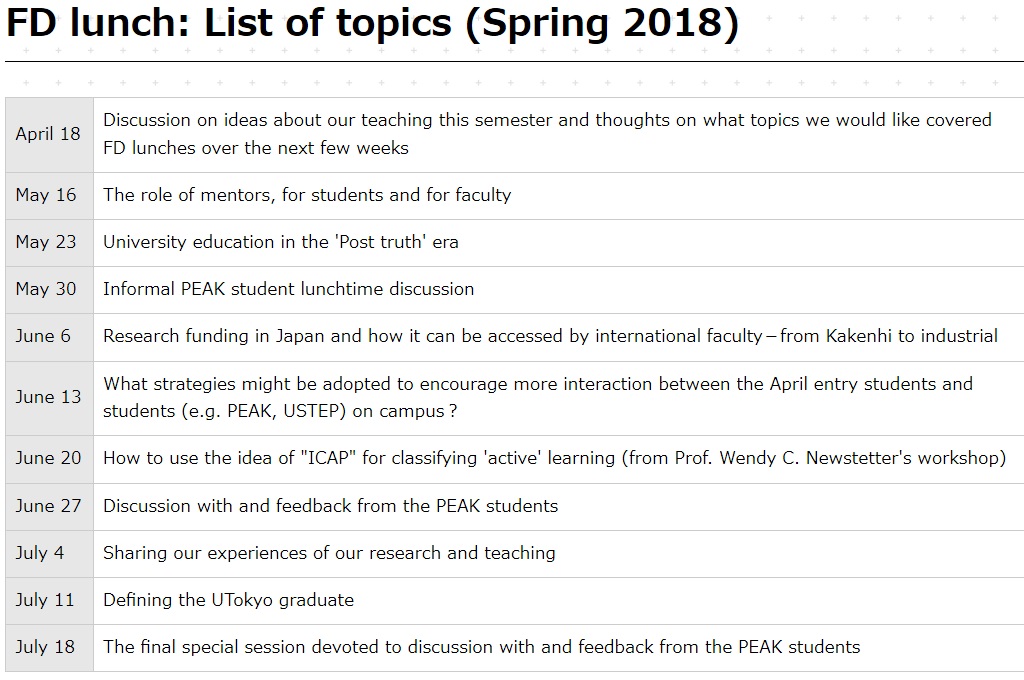 FD lunch: List of topics (Spring 2018)
April 18
Discussion on ideas about our teaching this semester and thoughts on what topics we would like covered
FD lunches over the next few weeks
May 16
The role of mentors, for students and for faculty
May 23
University education in the 'Post truth' era
May 30
Informal PEAK student lunchtime discussion
June 6
Research funding in Japan and how it can be accessed by international faculty－from Kakenhi to industrial
June 13
What strategies might be adopted to encourage more interaction between the April entry students and
students (e.g. PEAK, USTEP) on campus？
June 20
How to use the idea of "ICAP" for classifying 'active' learning (from Prof. Wendy C. Newstetter's workshop)
June 27
Discussion with and feedback from the PEAK students
July 4
Sharing our experiences of our research and teaching
July 11
Defining the UTokyo graduate
July 18
The final special session devoted to discussion with and feedback from the PEAK students